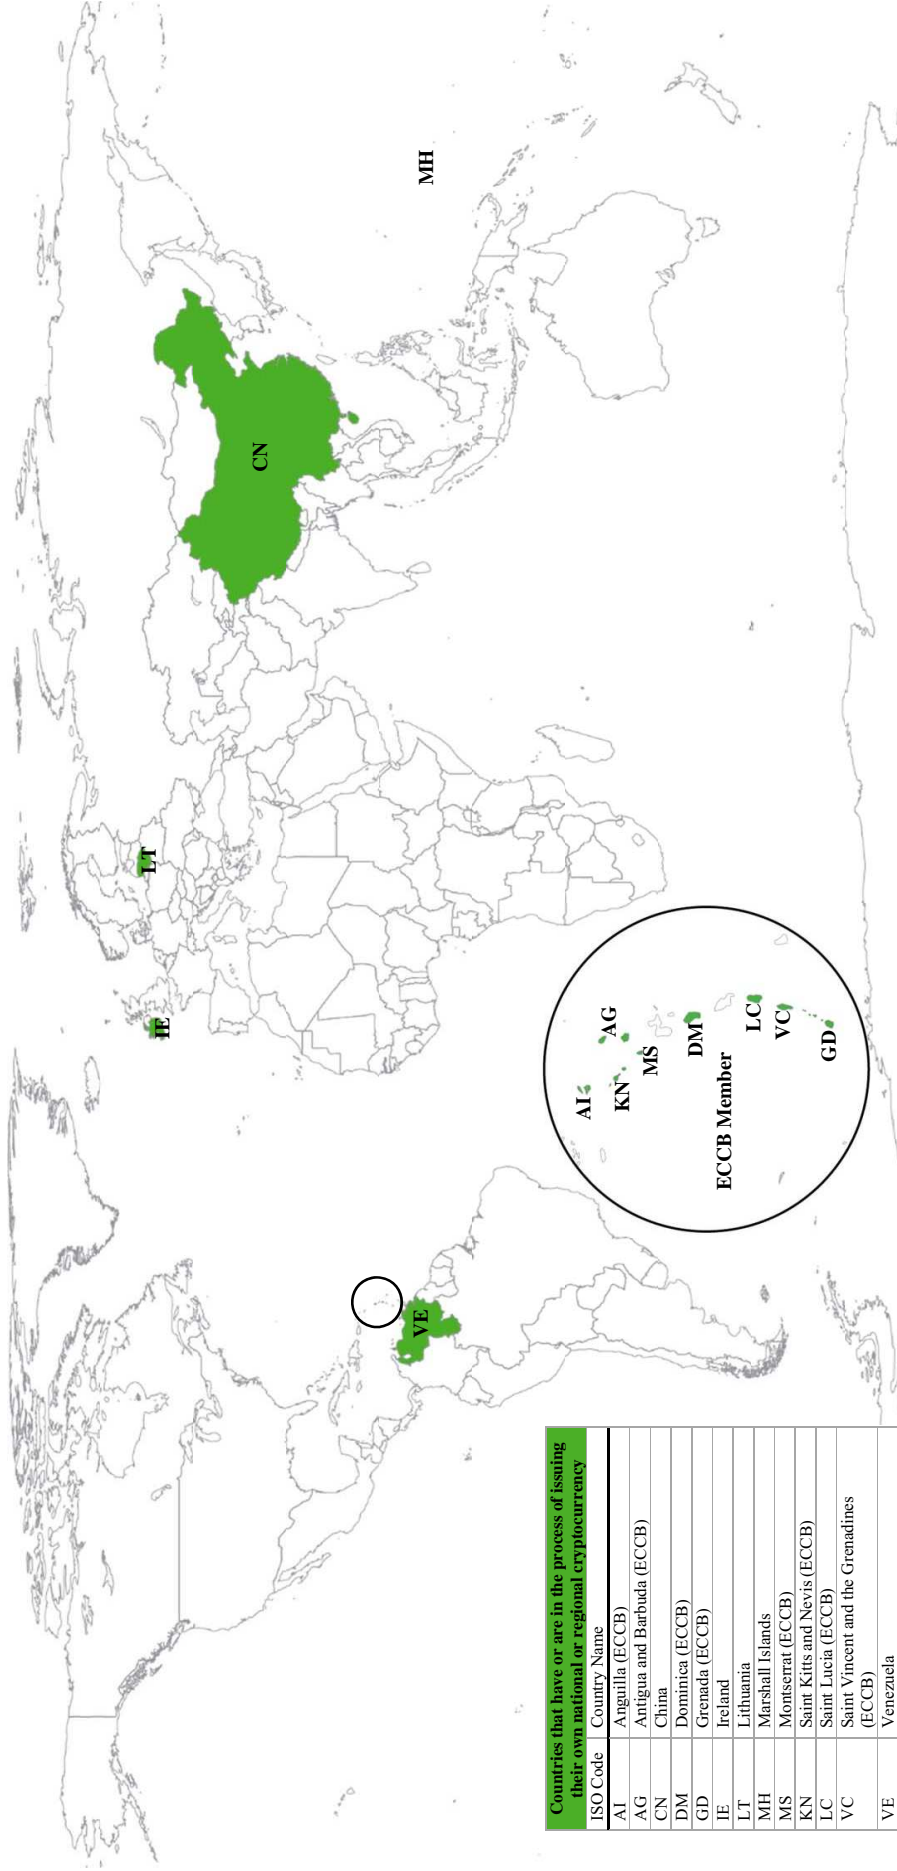 CN
MH
LT
IE
VE
AI
AG
KN
MS
DM
ECCB Member
LC
VC
GD
Countries that have or are in the process of issuing
their own national or regional cryptocurrency
ISO Code Country Name
AI Anguilla (ECCB)
AG Antigua and Barbuda (ECCB)
CN China
DM Dominica (ECCB)
GD Grenada (ECCB)
IE Ireland
LT Lithuania
MH Marshall Islands
MS Montserrat (ECCB)
KN Saint Kitts and Nevis (ECCB)
LC Saint Lucia (ECCB)
VC Saint Vincent and the Grenadines
(ECCB)
VE Venezuela